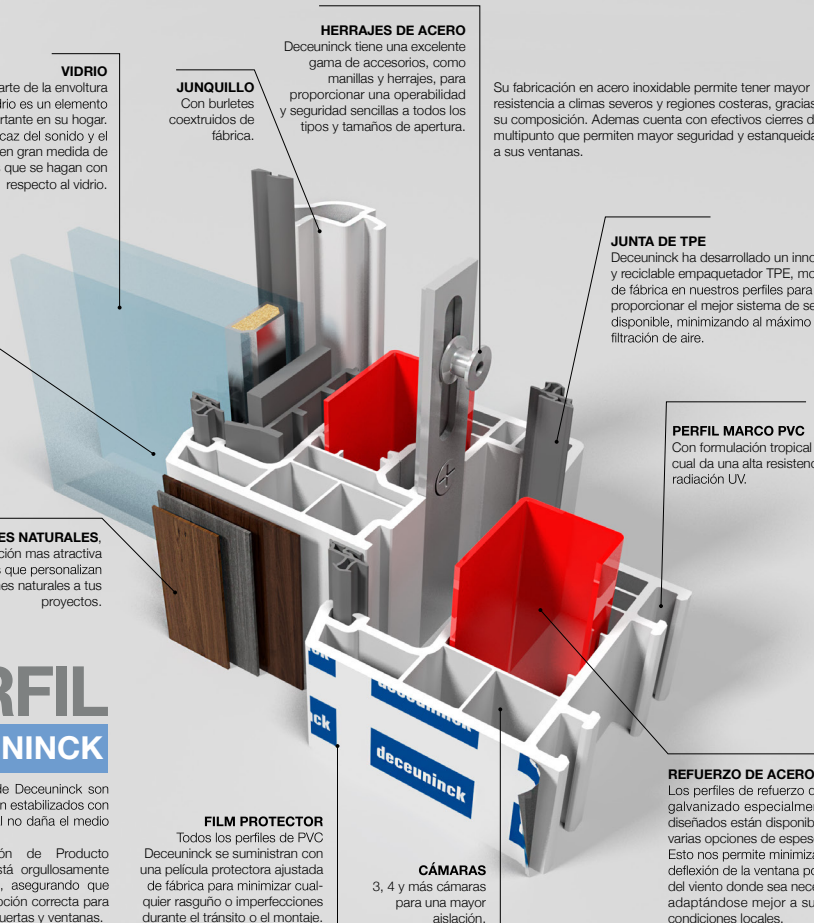 HERRAJES DE ACERO
Deceuninck tiene una excelente
gama de accesorios, como
manillas y herrajes, para
proporcionar una operabilidad
y seguridad sencillas a todos los
tipos y tamaños de apertura.
VIDRIO
arte de la envoltura
drio es un elemento
ortante en su hogar.
caz del sonido y el
en gran medida de
que se hagan con
respecto al vidrio.
JUNQUILLO
Con burletes
coextruidos de
fábrica.
Su fabricación en acero inoxidable permite tener mayor
resistencia a climas severos y regiones costeras, gracias
su composición. Ademas cuenta con efectivos cierres d
multipunto que permiten mayor seguridad y estanqueida
a sus ventanas.
JUNTA DE TPE
Deceuninck ha desarrollado un inno
y reciclable empaquetador TPE, mo
de fábrica en nuestros perfiles para
proporcionar el mejor sistema de se
disponible, minimizando al máximo
filtración de aire.
PERFIL MARCO PVC
Con formulación tropical
cual da una alta resistenc
radiación UV.
ES NATURALES,
ción mas atractiva
s que personalizan
nes naturales a tus
proyectos.
RFIL
NINCK
de Deceuninck son
n estabilizados con
l no daña el medio
ón de Producto
stá orgullosamente
, asegurando que
pción correcta para
uertas y ventanas.
FILM PROTECTOR
Todos los perfiles de PVC
Deceuninck se suministran con
una película protectora ajustada
de fábrica para minimizar cual-
quier rasguño o imperfecciones
durante el tránsito o el montaje.
ck
deceuninck
CÁMARAS
3, 4 y más cámaras
para una mayor
aislación.
REFUERZO DE ACERO
Los perfiles de refuerzo d
galvanizado especialmen
diseñados están disponib
varias opciones de espes
Esto nos permite minimiza
deflexión de la ventana po
del viento donde sea nece
adaptándose mejor a su
condiciones locales.